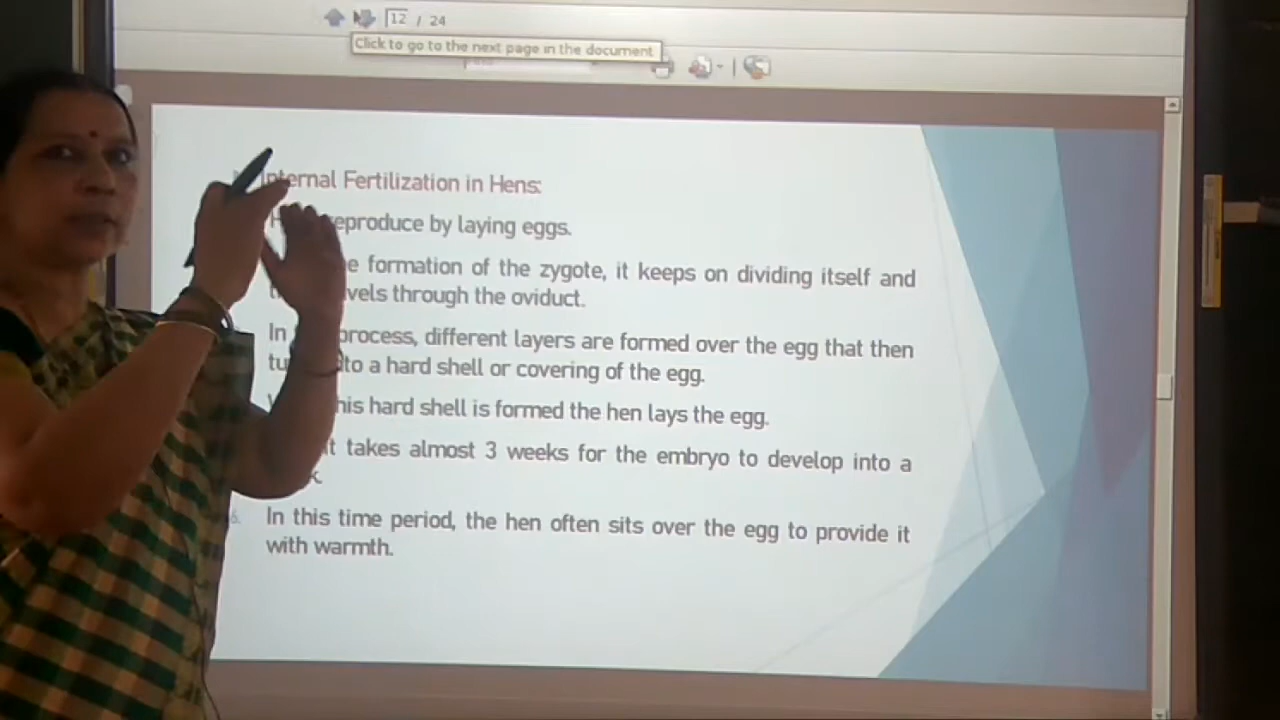 12 / 24
Click to go to the next page in the document
Internal Fertilization in Hens:
reproduce by laying eggs.
formation of the zygote, it keeps on dividing itself and
through the oviduct.
In process, different layers are formed over the egg that then
to a hard shell or covering of the egg.
his hard shell is formed the hen lays the egg.
it takes almost 3 weeks for the embryo to develop into a
6. In this time period, the hen often sits over the egg to provide it
with warmth.